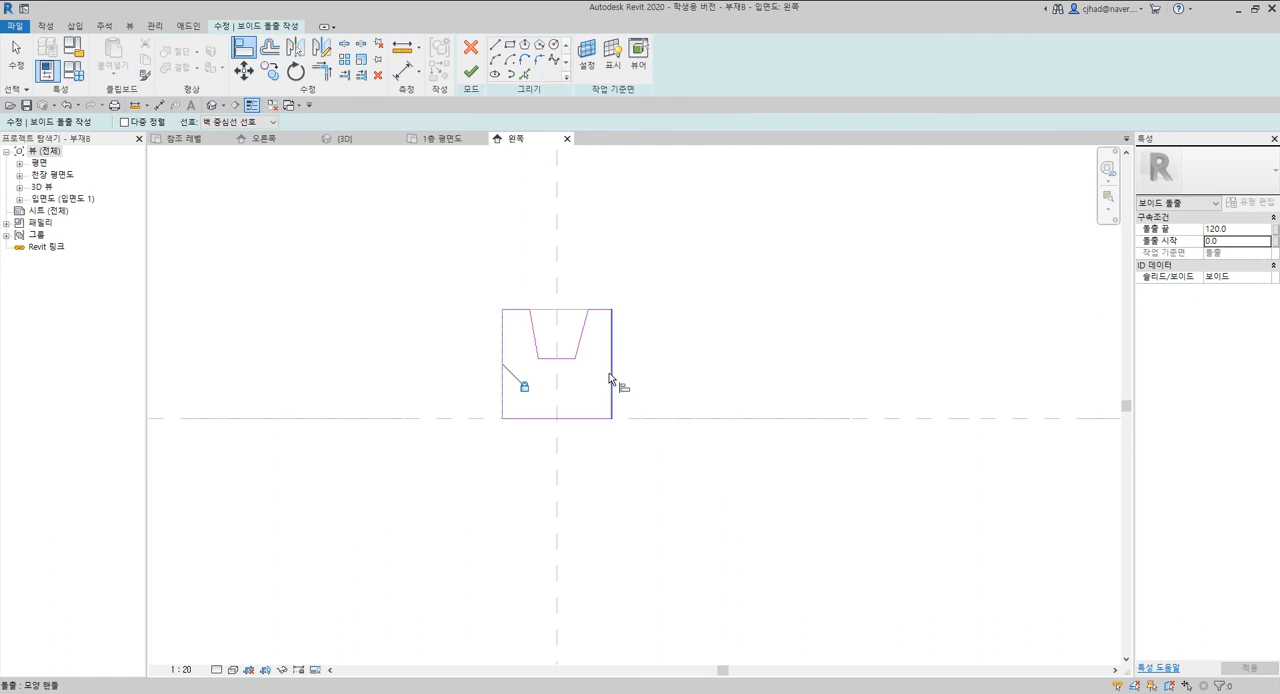 Autodesk Revit 2020 - 학생용 버전 - 부재B - 입면도: 왼쪽
cjhad@naver....
파일 작성 삽입 주석 뷰 관리 애드인 수정 | 보이드 돌출 작성
수정 붙여넣기 절단 결합 설정 표시 뷰어
선택 특성 클립보드 형상 수정 측정 작성 모드 그리기 작업 기준면
수정 | 보이드 돌출 작성 다중 정렬 선호: 벽 중심선 선호
프로젝트 탐색기 - 부재B
참조 레벨 오른쪽 {3D} 1층 평면도 왼쪽
특성
뷰 (전체)
평면
천장 평면도
3D 뷰
입면도 (입면도 1)
시트 (전체)
패밀리
그룹
Revit 링크
보이드 돌출 유형 편집
구속조건
돌출 끝 120.0
돌출 시작 0.0
작업 기준면 돌출
ID 데이터
솔리드/보이드 보이드
1 : 20
특성 도움말 적용
돌출 : 모양 핸들
:0